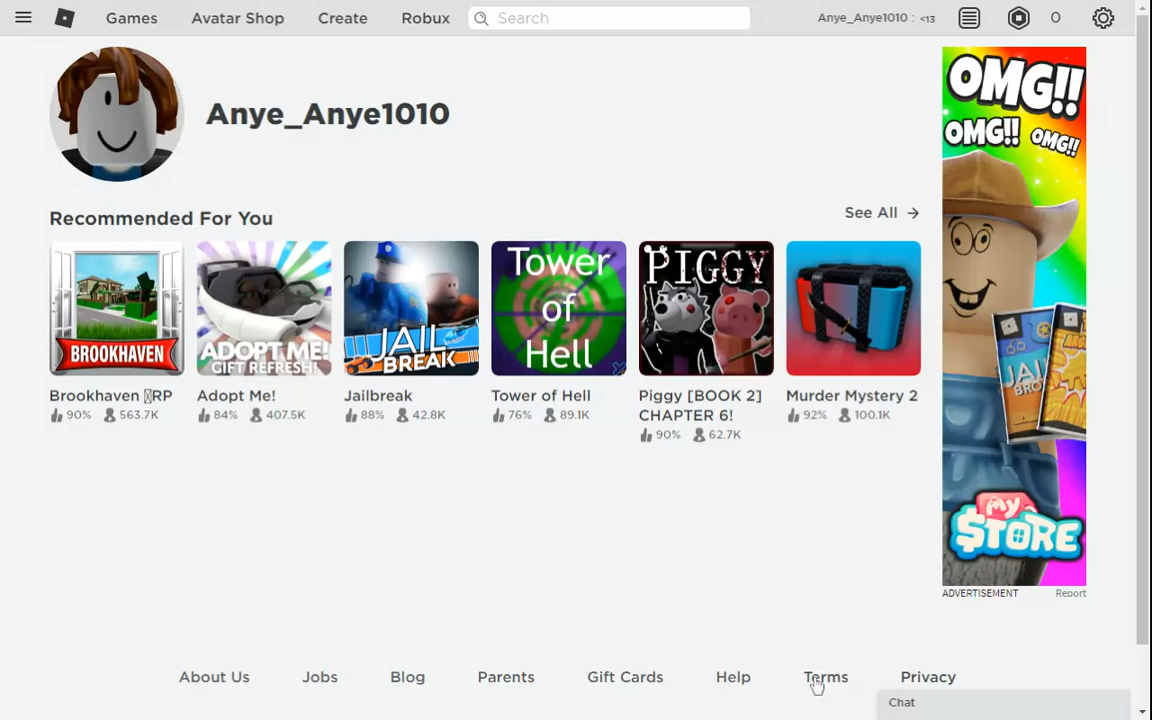 Games Avatar Shop Create Robux Search Anye_Anye1010 : <13 0
Anye_Anye1010
Recommended For You
See All →
BROOKHAVEN
ADOPT ME!
GIFT REFRESH!
JAIL
BREAK
Tower
of
Hell
PIGGY
Brookhaven RP
90% 563.7K
Adopt Me!
84% 407.5K
Jailbreak
88% 42.8K
Tower of Hell
76% 89.1K
Piggy [BOOK 2]
CHAPTER 6!
90% 62.7K
Murder Mystery 2
92% 100.1K
OMG!!
OMG!! OMG!!
JAIL
BRO
MY
$TORE
ADVERTISEMENT Report
About Us Jobs Blog Parents Gift Cards Help Terms Privacy
Chat